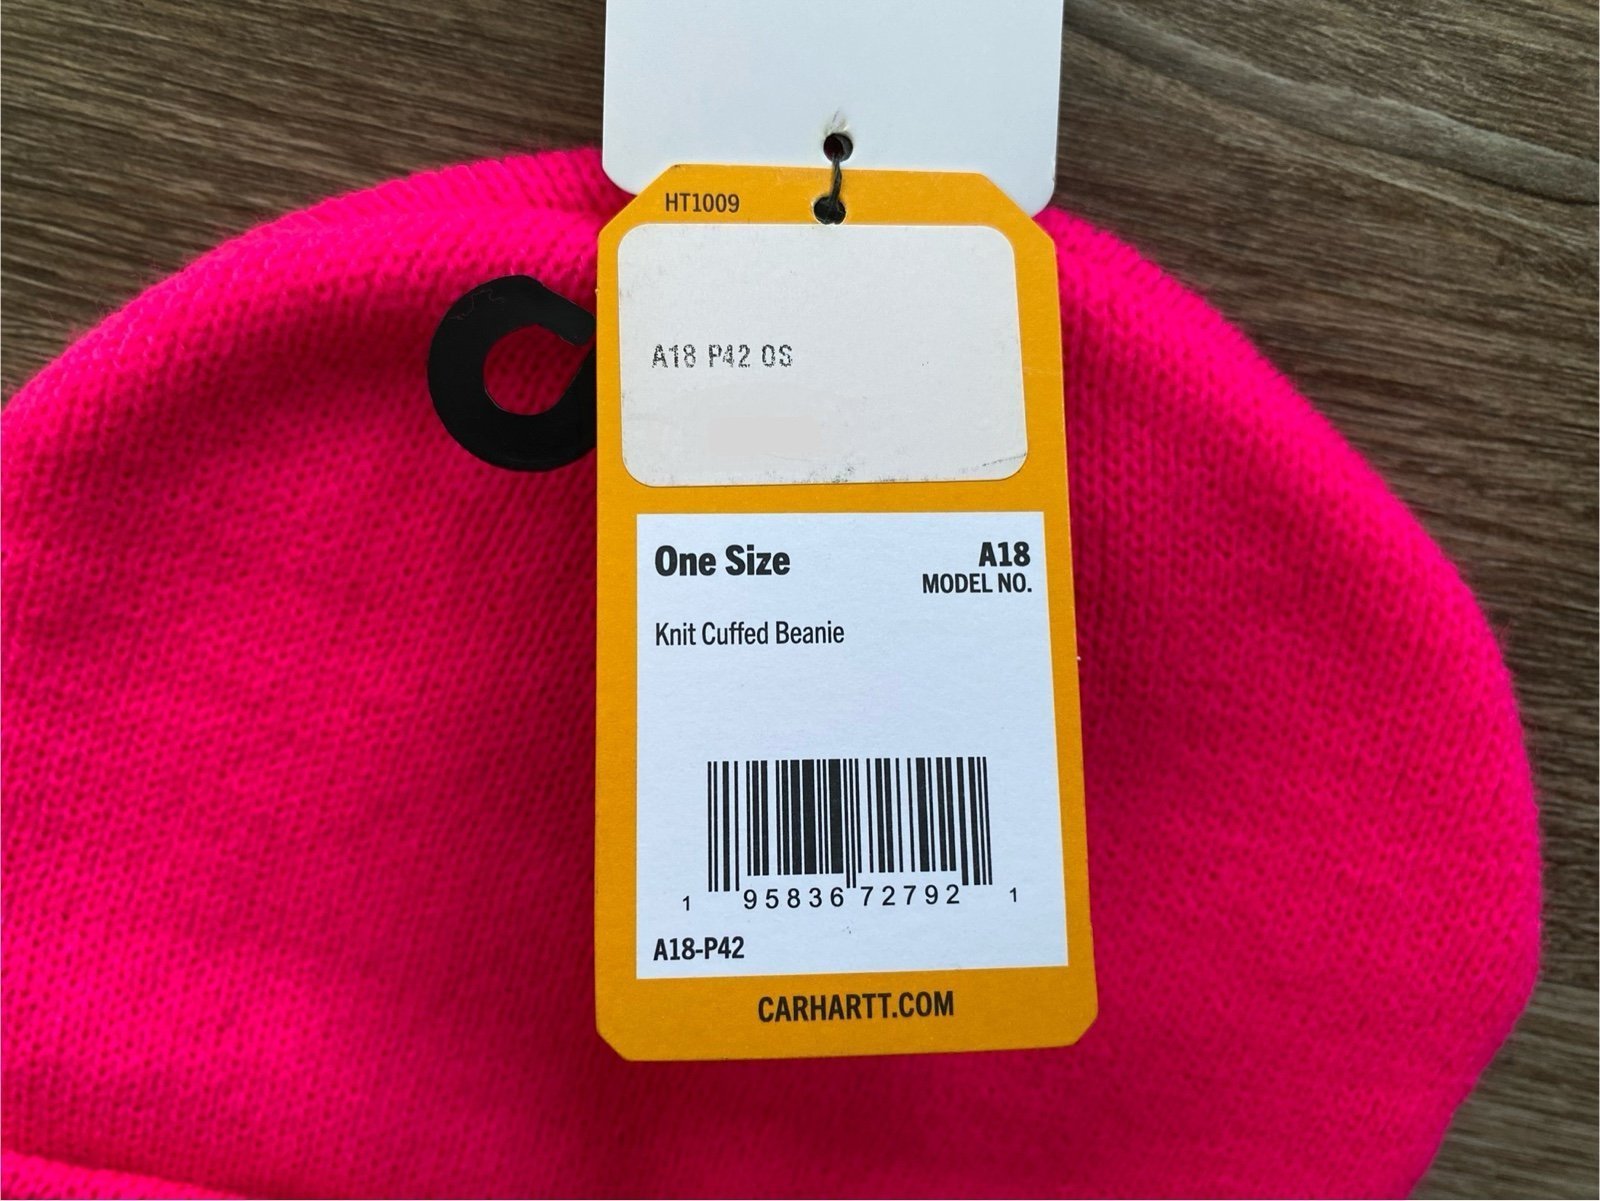 HT1009
A18 P42 OS
One Size
A18
MODEL NO.
Knit Cuffed Beanie
1 95836 72792 1
A18-P42
CARHARTT.COM